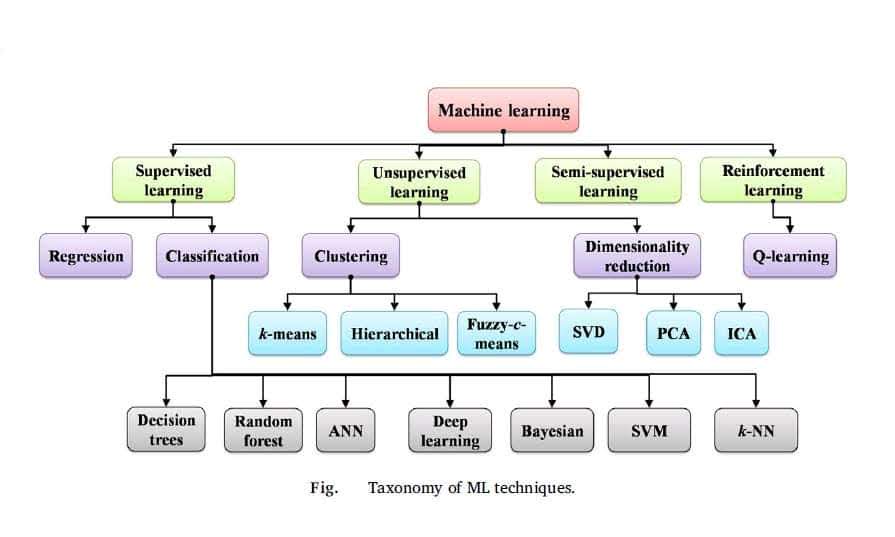 Machine learning
Supervised
learning
Unsupervised
learning
Semi-supervised
learning
Reinforcement
learning
Regression
Classification
Clustering
Dimensionality
reduction
Q-learning
k-means
Hierarchical
Fuzzy-c-
means
SVD
PCA
ICA
Decision
trees
Random
forest
ANN
Deep
learning
Bayesian
SVM
k-NN
Fig. Taxonomy of ML techniques.